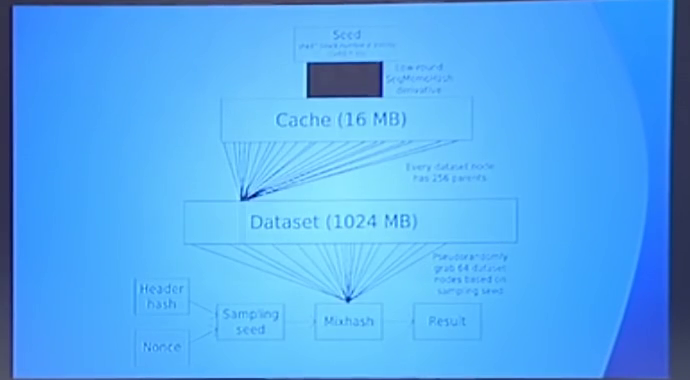 Seed
Low-round
SeqMemoHash
derivative
Cache (16 MB)
Every dataset node
has 256 parents
Dataset (1024 MB)
Pseudorandomly
grab 64 dataset
nodes based on
sampling seed
Header
hash
Sampling
seed
Mixhash
Result
Nonce